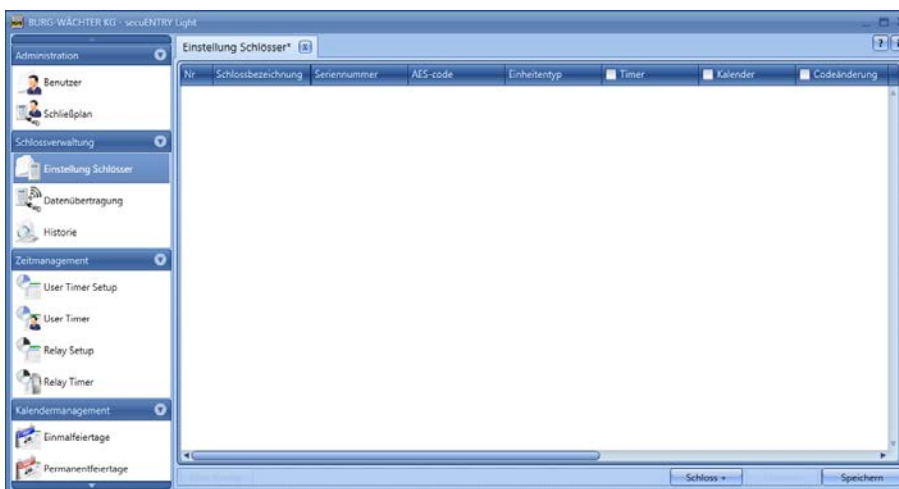 BURG-WÄCHTER KG - secuENTRY Light
Administration
Benutzer
Schließplan
Schlossverwaltung
Einstellung Schlösser
Datenübertragung
Historie
Zeitmanagement
User Timer Setup
User Timer
Relay Setup
Relay Timer
Kalendermanagement
Einmalfeiertage
Permanentfeiertage
Einstellung Schlösser* x
?
Nr Schlossbezeichnung Seriennummer AES-code Einheitentyp Timer Kalender Codeänderung
Schloss + Speichern